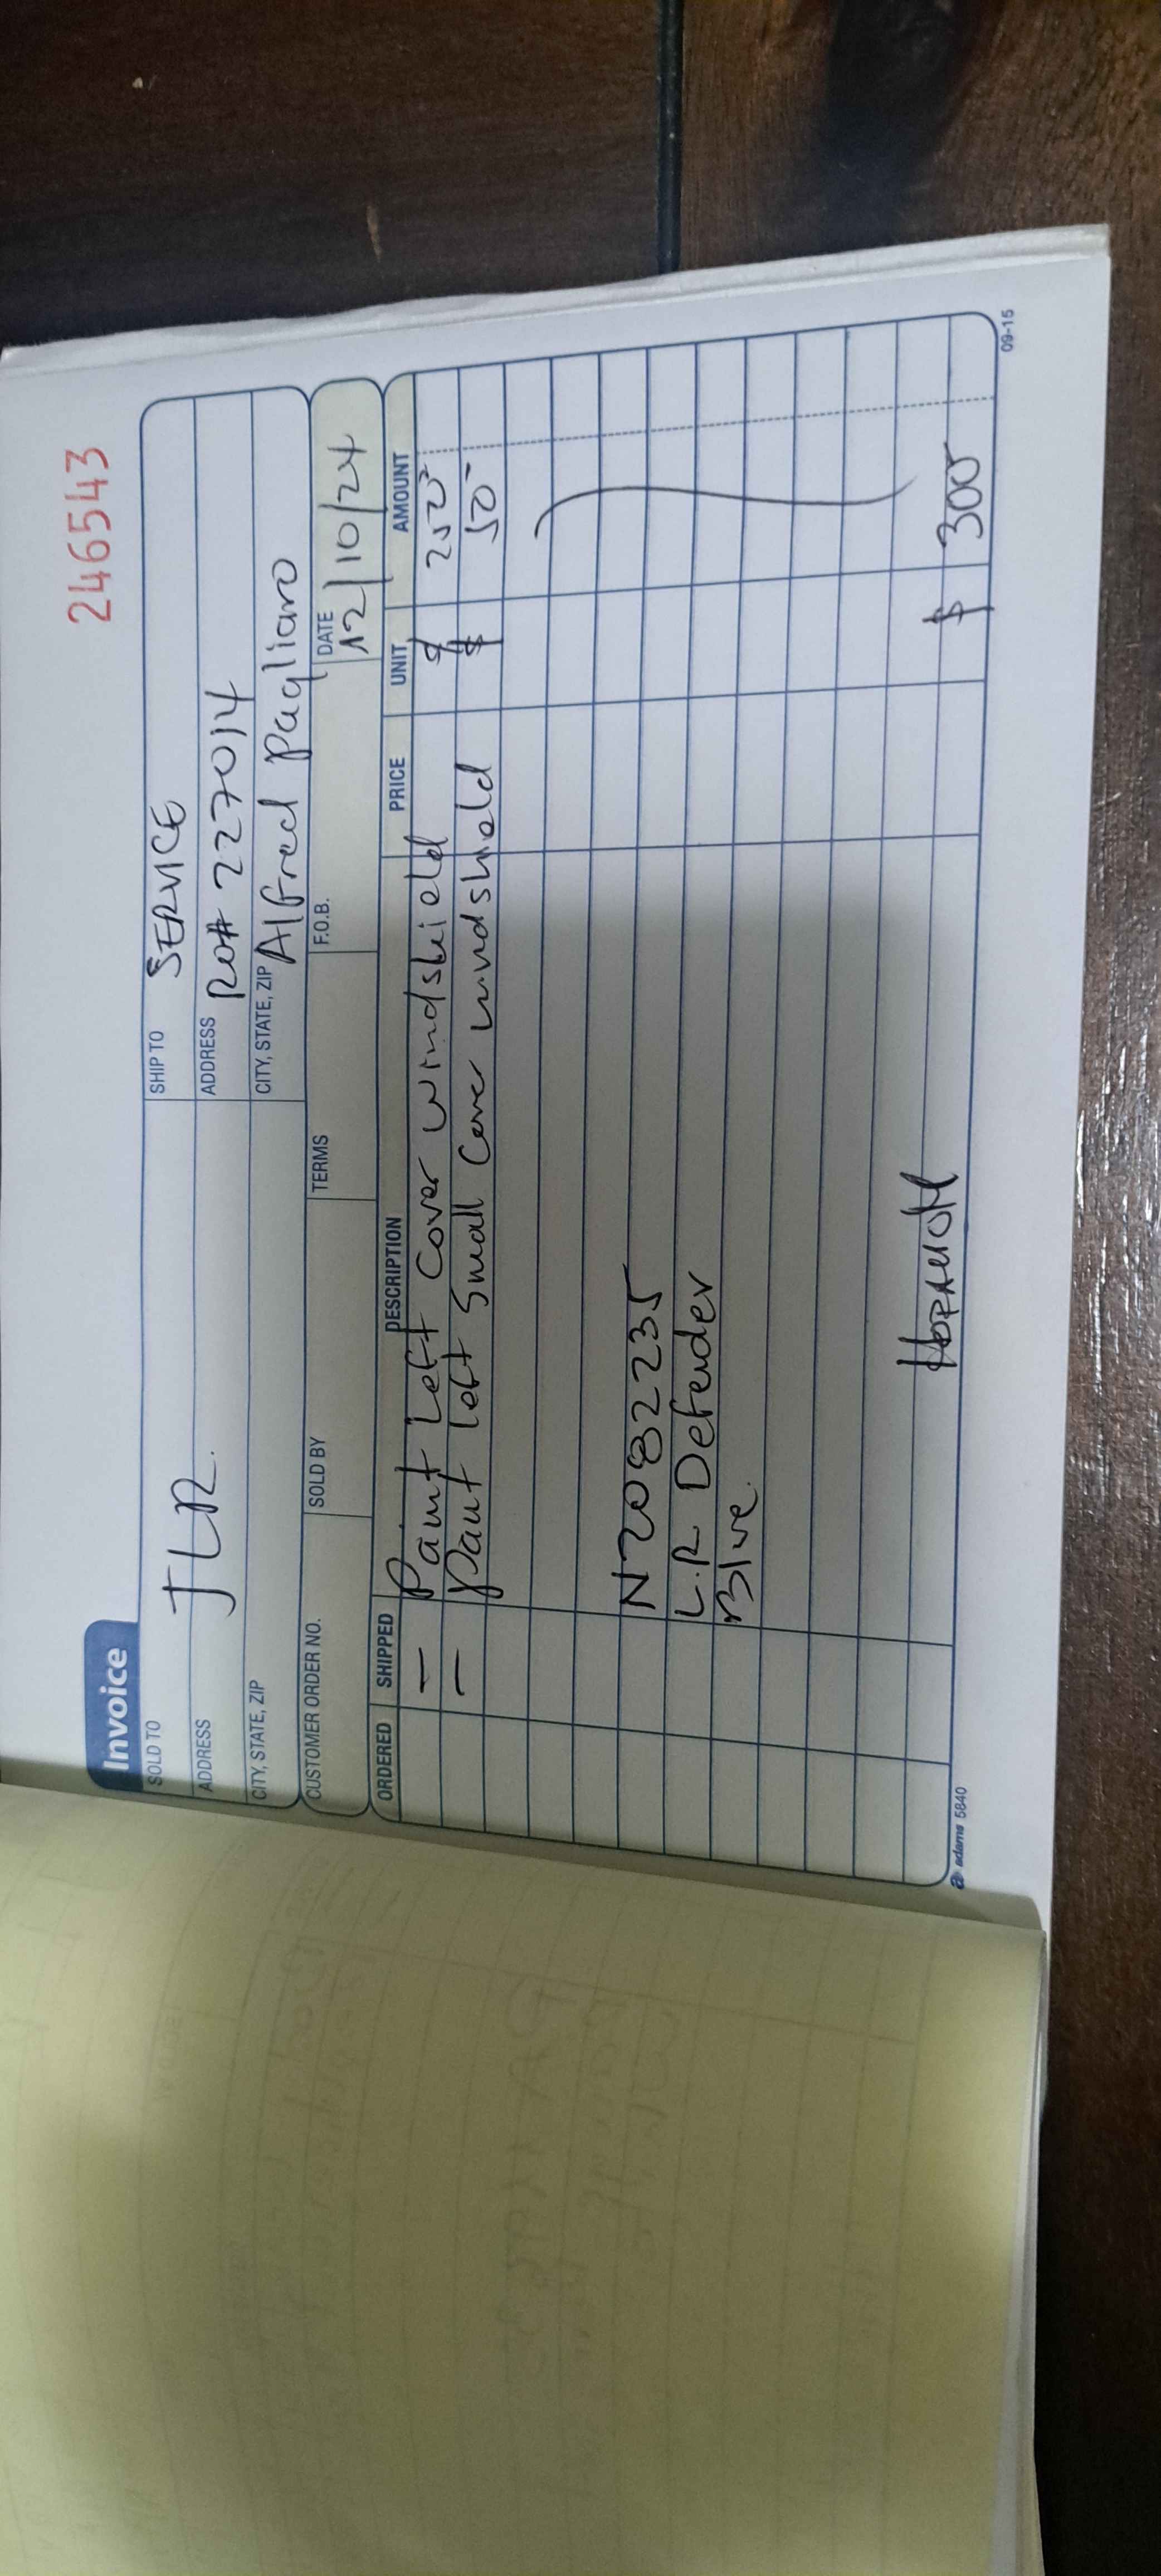 246543
Invoice
SOLD TO JLR.
SHIP TO SERVICE
ADDRESS
ADDRESS RO# 227014
CITY, STATE, ZIP
CITY, STATE, ZIP Alfred Pagliaro
CUSTOMER ORDER NO. SOLD BY TERMS F.O.B. DATE 12/10/24
ORDERED SHIPPED DESCRIPTION PRICE UNIT AMOUNT
— Paint Left Cover windshield $ 250
— Paint left Small Cover windshield $ 50
N2082235
L.R Defender
Blue.
$ 300
adams 5840
09-15